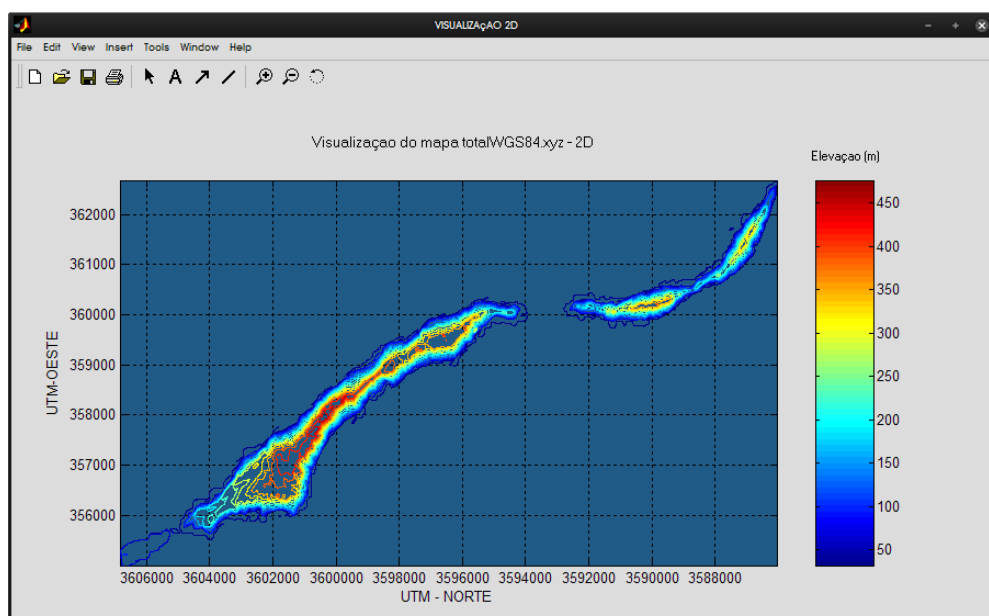 VISUALIZAçAO 2D
File Edit View Insert Tools Window Help
Visualizaçao do mapa totalWGS84.xyz - 2D
Elevaçao (m)
362000
361000
360000
359000
358000
357000
356000
UTM-OESTE
3606000 3604000 3602000 3600000 3598000 3596000 3594000 3592000 3590000 3588000
UTM - NORTE
450
400
350
300
250
200
150
100
50